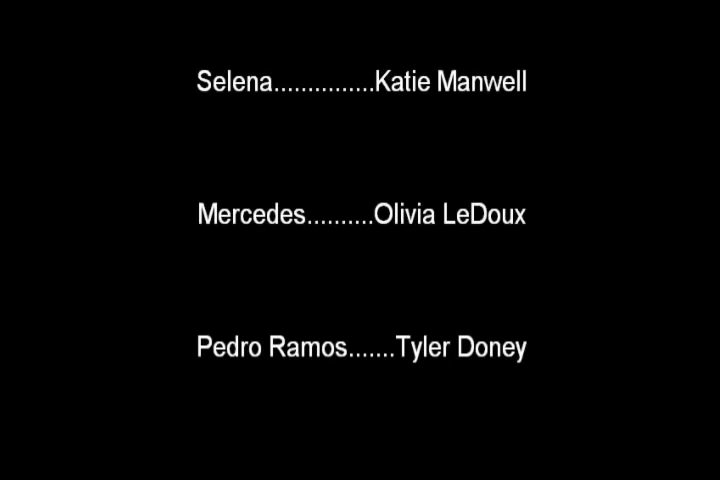 Selena...............Katie Manwell
Mercedes..........Olivia LeDoux
Pedro Ramos.......Tyler Doney